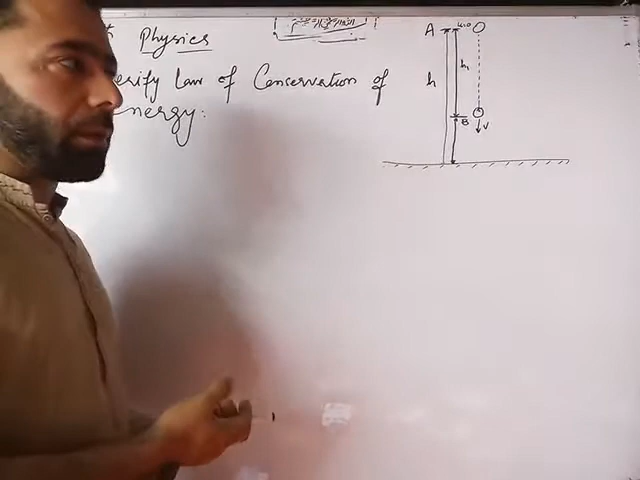 Physics
erify Law of Conservation of
nergy:
A
u=0
h
h₁
B
v